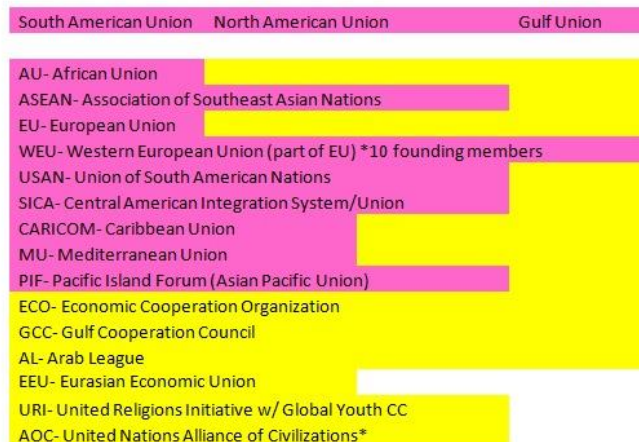 South American Union North American Union Gulf Union
AU- African Union
ASEAN- Association of Southeast Asian Nations
EU- European Union
WEU- Western European Union (part of EU) *10 founding members
USAN- Union of South American Nations
SICA- Central American Integration System/Union
CARICOM- Caribbean Union
MU- Mediterranean Union
PIF- Pacific Island Forum (Asian Pacific Union)
ECO- Economic Cooperation Organization
GCC- Gulf Cooperation Council
AL- Arab League
EEU- Eurasian Economic Union
URI- United Religions Initiative w/ Global Youth CC
AOC- United Nations Alliance of Civilizations*